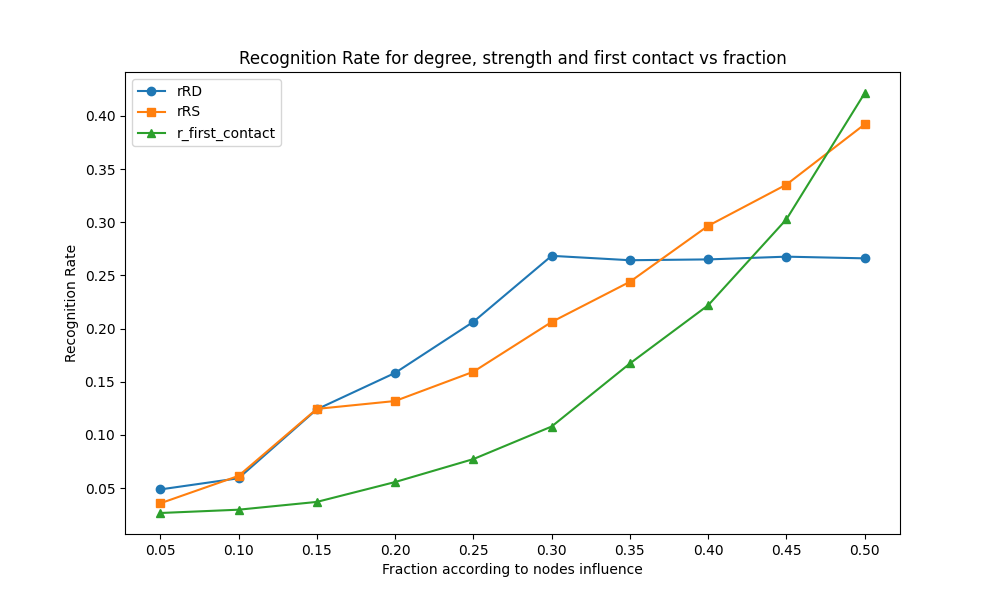 Recognition Rate for degree, strength and first contact vs fraction
rRD
rRS
r_first_contact
0.40
0.35
0.30
0.25
0.20
0.15
0.10
0.05
Recognition Rate
0.05 0.10 0.15 0.20 0.25 0.30 0.35 0.40 0.45 0.50
Fraction according to nodes influence